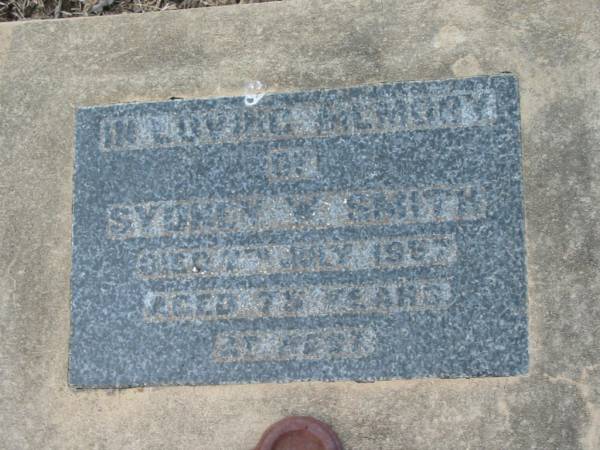 IN LOVING MEMORY
OF
SYDNEY SMITH
DIED JULY
AGED YEARS
AT REST